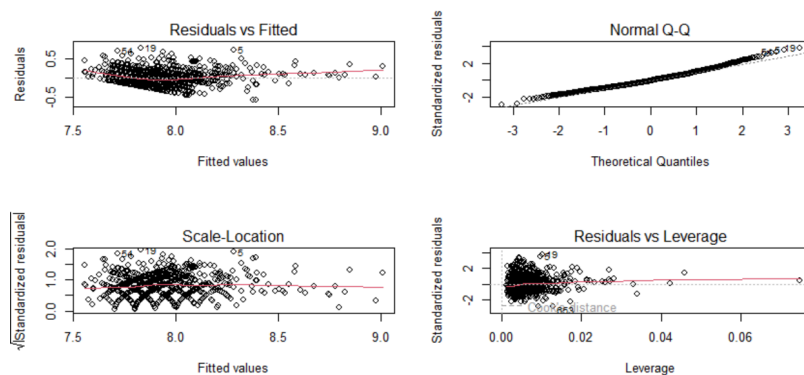 Residuals vs Fitted
Residuals
0.5
-0.5
54
19
5
7.5 8.0 8.5 9.0
Fitted values
Normal Q-Q
Standardized residuals
2
-2
54 5 19
-3 -2 -1 0 1 2 3
Theoretical Quantiles
Scale-Location
√|Standardized residuals|
2.0
1.0
0.0
54
19
5
7.5 8.0 8.5 9.0
Fitted values
Residuals vs Leverage
Standardized residuals
2
-2
19
5
Cook's distance
0.00 0.02 0.04 0.06
Leverage